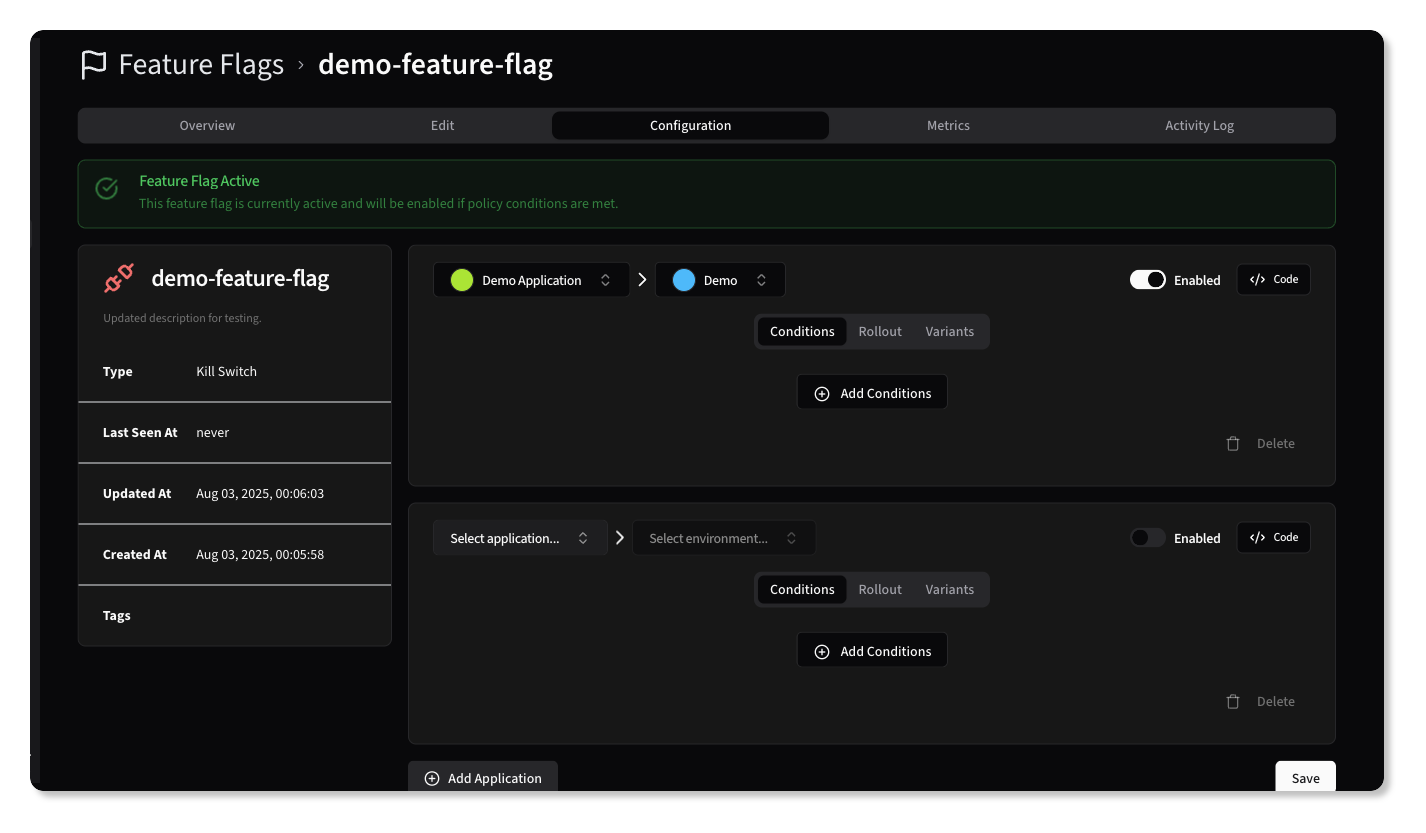 Feature Flags › demo-feature-flag
Overview Edit Configuration Metrics Activity Log
Feature Flag Active
This feature flag is currently active and will be enabled if policy conditions are met.
demo-feature-flag
Updated description for testing.
Type Kill Switch
Last Seen At never
Updated At Aug 03, 2025, 00:06:03
Created At Aug 03, 2025, 00:05:58
Tags
Demo Application Demo Enabled </> Code
Conditions Rollout Variants
Add Conditions
Delete
Select application... Select environment... Enabled </> Code
Conditions Rollout Variants
Add Conditions
Delete
Add Application Save